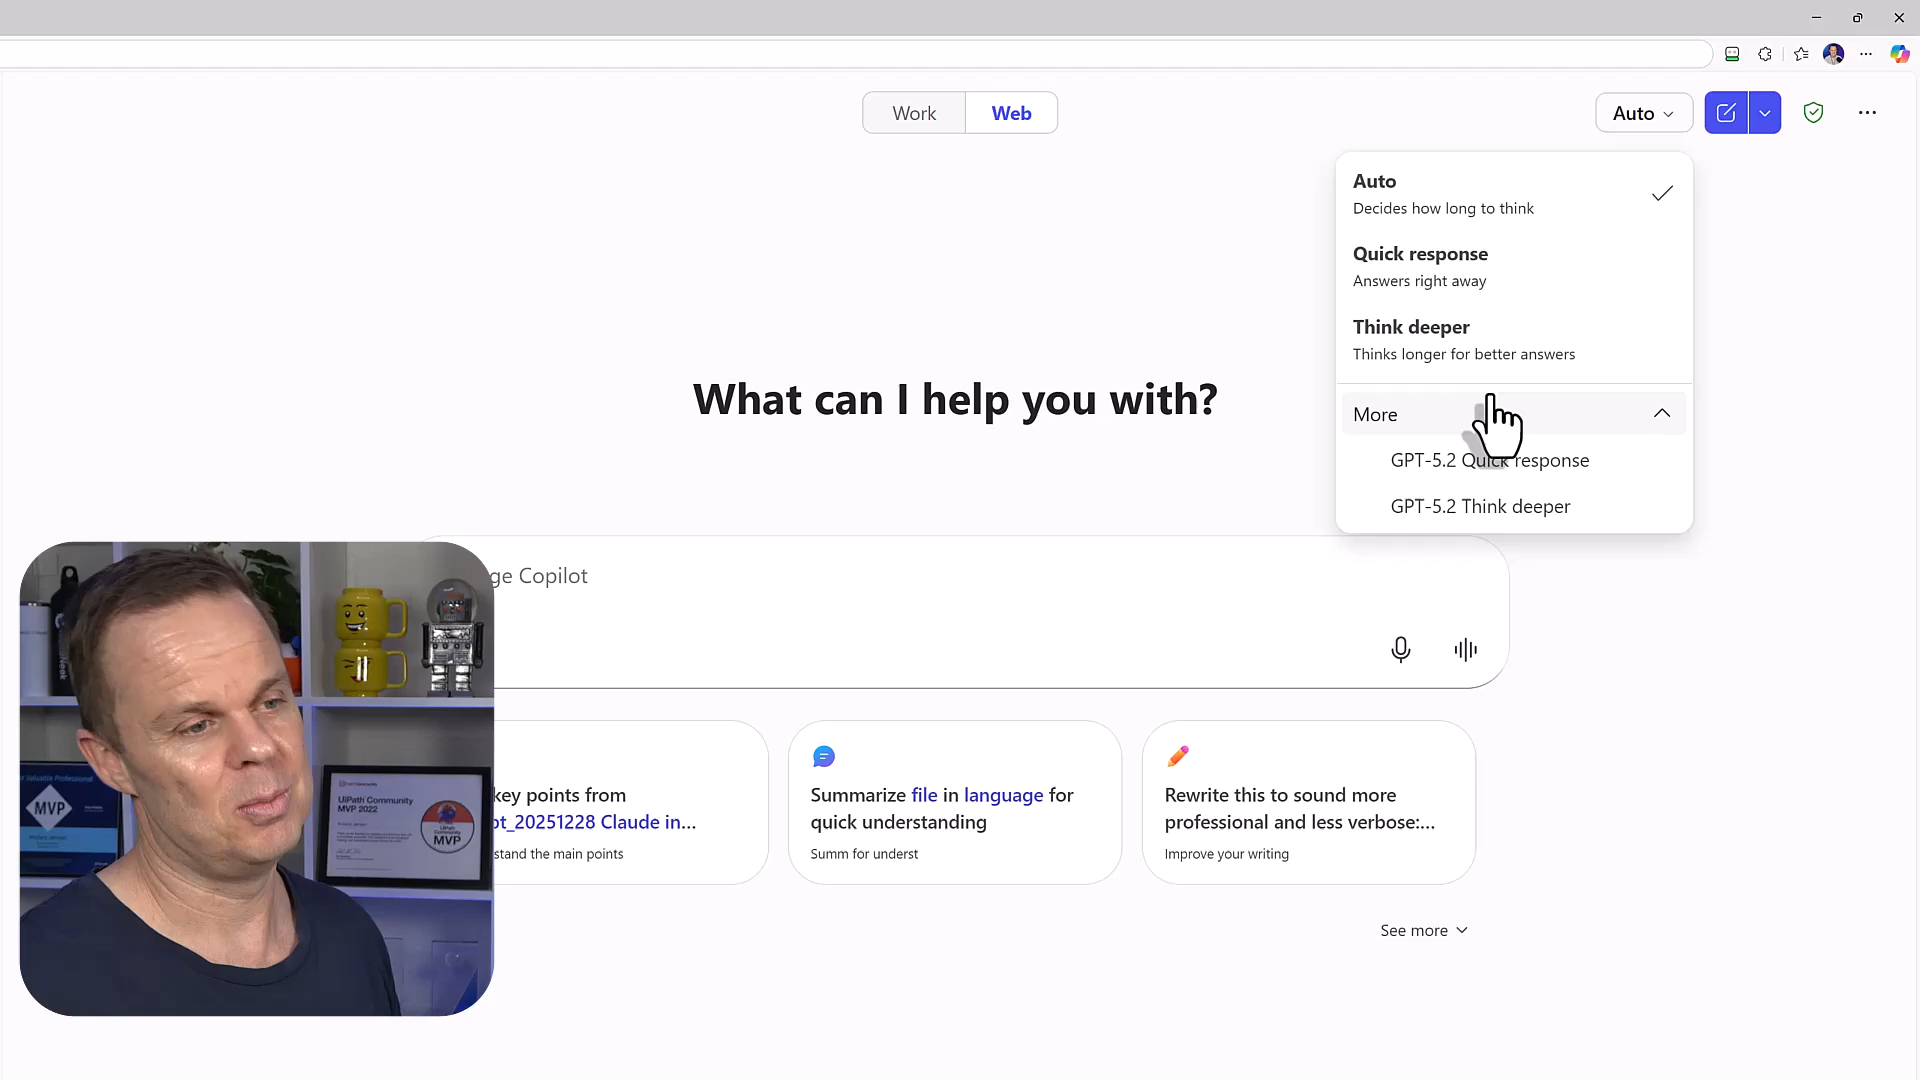 Work
Web
Auto
Auto
Decides how long to think
Quick response
Answers right away
Think deeper
Thinks longer for better answers
More
GPT-5.2 Quick response
GPT-5.2 Think deeper
What can I help you with?
ge Copilot
key points from
pt_20251228 Claude in...
stand the main points
Summarize file in language for
quick understanding
Summ for underst
Rewrite this to sound more
professional and less verbose:...
Improve your writing
See more
Valuable Professional
MVP
UiPath Community
MVP 2022
MVP